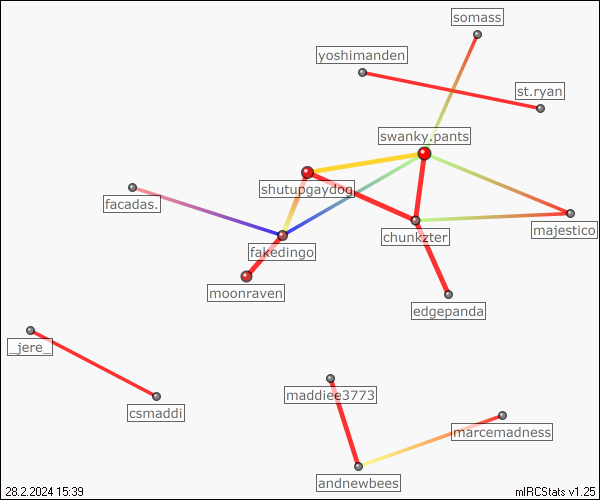 somass
yoshimanden
st.ryan
swanky.pants
shutupgaydog
facadas.
chunkzter
majestico
fakedingo
moonraven
edgepanda
_jere_
maddiee3773
csmaddi
marcemadness
andnewbees
28.2.2024 15:39
mIRCStats v1.25